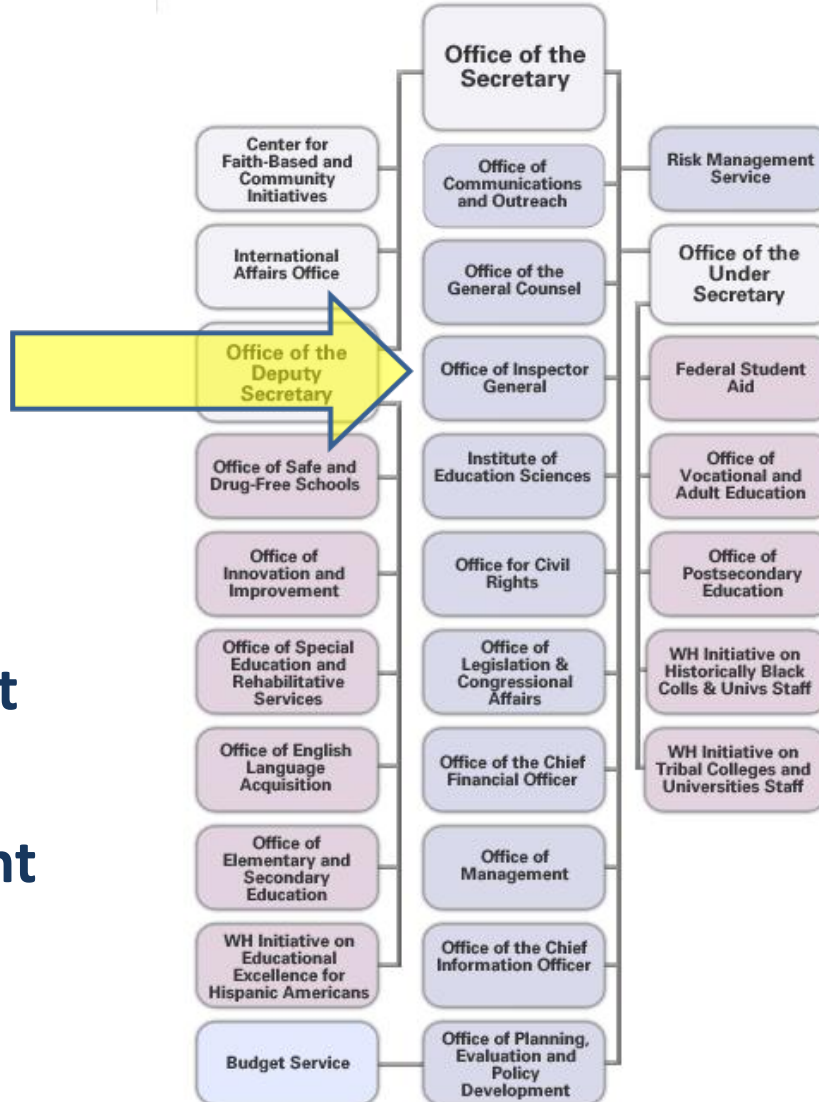 Office of the
Secretary
Center for
Faith-Based and
Community
Initiatives
Office of
Communications
and Outreach
Risk Management
Service
International
Affairs Office
Office of the
General Counsel
Office of the
Under
Secretary
Office of the
Deputy
Secretary
Office of Inspector
General
Federal Student
Aid
Office of Safe and
Drug-Free Schools
Institute of
Education Sciences
Office of
Vocational and
Adult Education
Office of
Innovation and
Improvement
Office for Civil
Rights
Office of
Postsecondary
Education
Office of Special
Education and
Rehabilitative
Services
Office of
Legislation &
Congressional
Affairs
WH Initiative on
Historically Black
Colls & Univs Staff
Office of English
Language
Acquisition
Office of the Chief
Financial Officer
WH Initiative on
Tribal Colleges and
Universities Staff
Office of
Elementary and
Secondary
Education
Office of
Management
WH Initiative on
Educational
Excellence for
Hispanic Americans
Office of the Chief
Information Officer
Budget Service
Office of Planning,
Evaluation and
Policy
Development